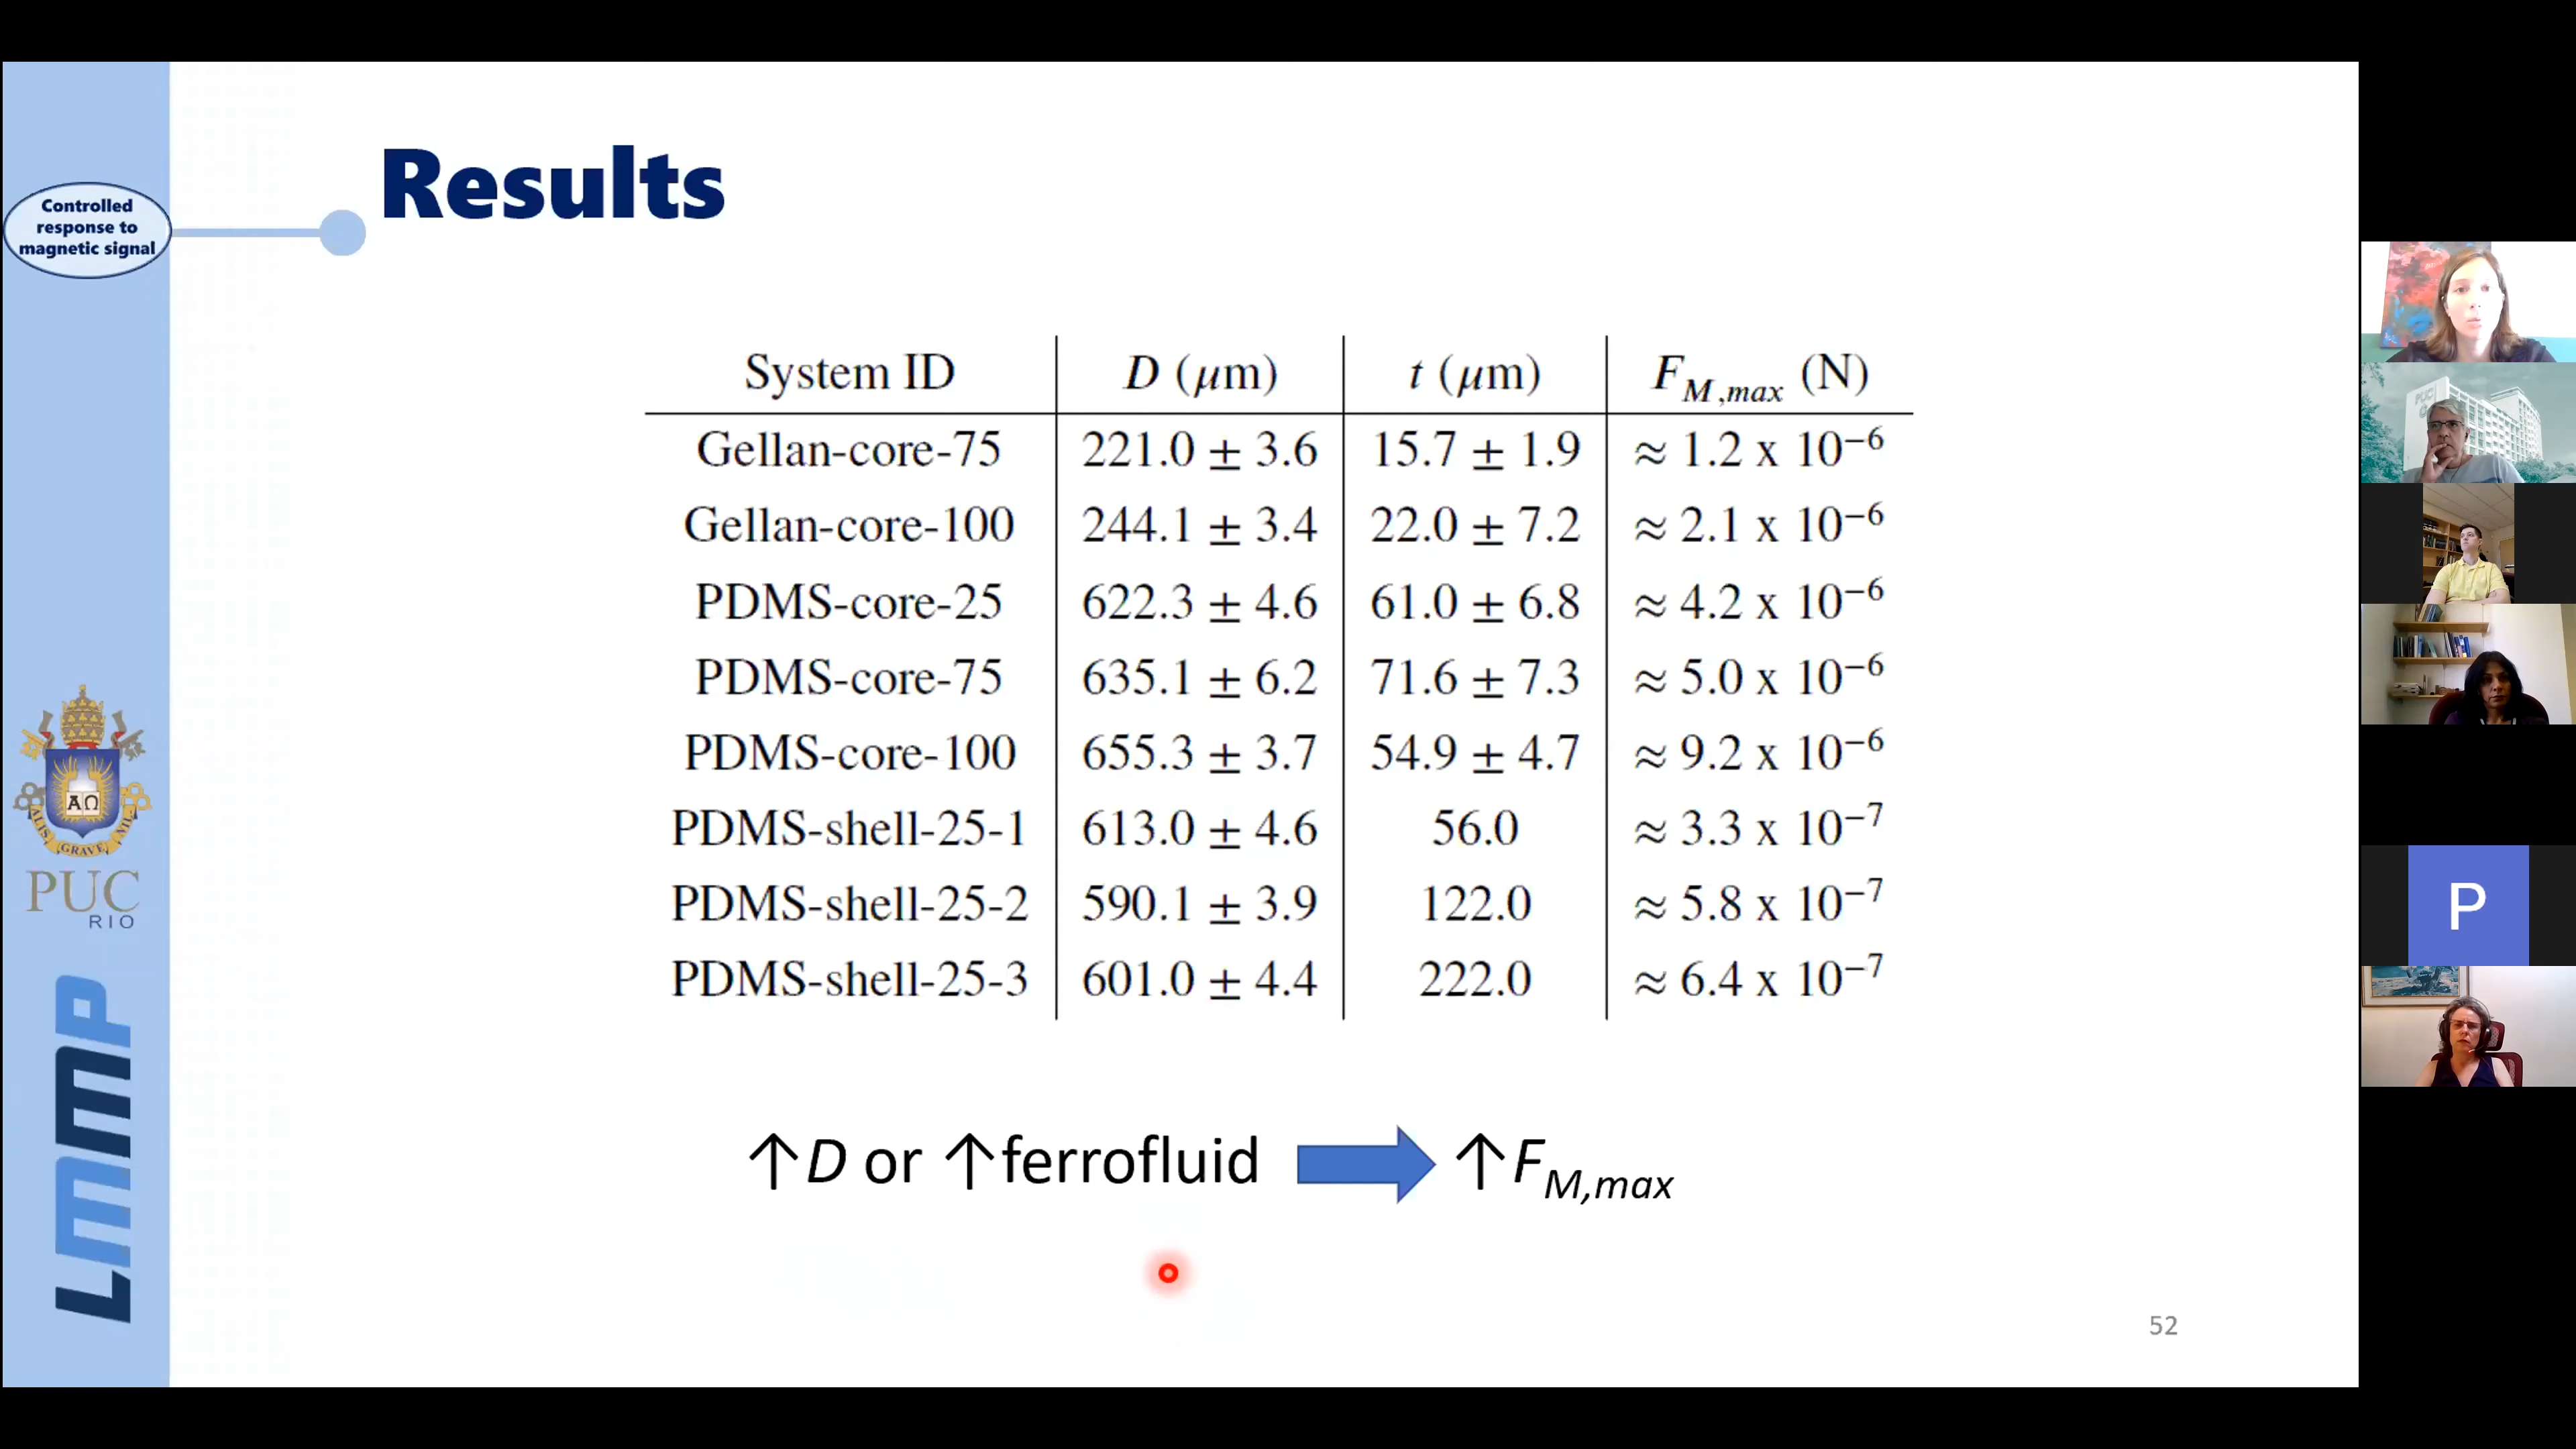 Results
Controlled
response to
magnetic signal
System ID D (μm) t (μm) F_M,max (N)
Gellan-core-75 221.0 ± 3.6 15.7 ± 1.9 ≈ 1.2 x 10⁻⁶
Gellan-core-100 244.1 ± 3.4 22.0 ± 7.2 ≈ 2.1 x 10⁻⁶
PDMS-core-25 622.3 ± 4.6 61.0 ± 6.8 ≈ 4.2 x 10⁻⁶
PDMS-core-75 635.1 ± 6.2 71.6 ± 7.3 ≈ 5.0 x 10⁻⁶
PDMS-core-100 655.3 ± 3.7 54.9 ± 4.7 ≈ 9.2 x 10⁻⁶
PDMS-shell-25-1 613.0 ± 4.6 56.0 ≈ 3.3 x 10⁻⁷
PDMS-shell-25-2 590.1 ± 3.9 122.0 ≈ 5.8 x 10⁻⁷
PDMS-shell-25-3 601.0 ± 4.4 222.0 ≈ 6.4 x 10⁻⁷
↑D or ↑ferrofluid ↑F_M,max
52
ΑΩ
ALIS GRAVE NIL
PUC
RIO
LMMP
P
PUC